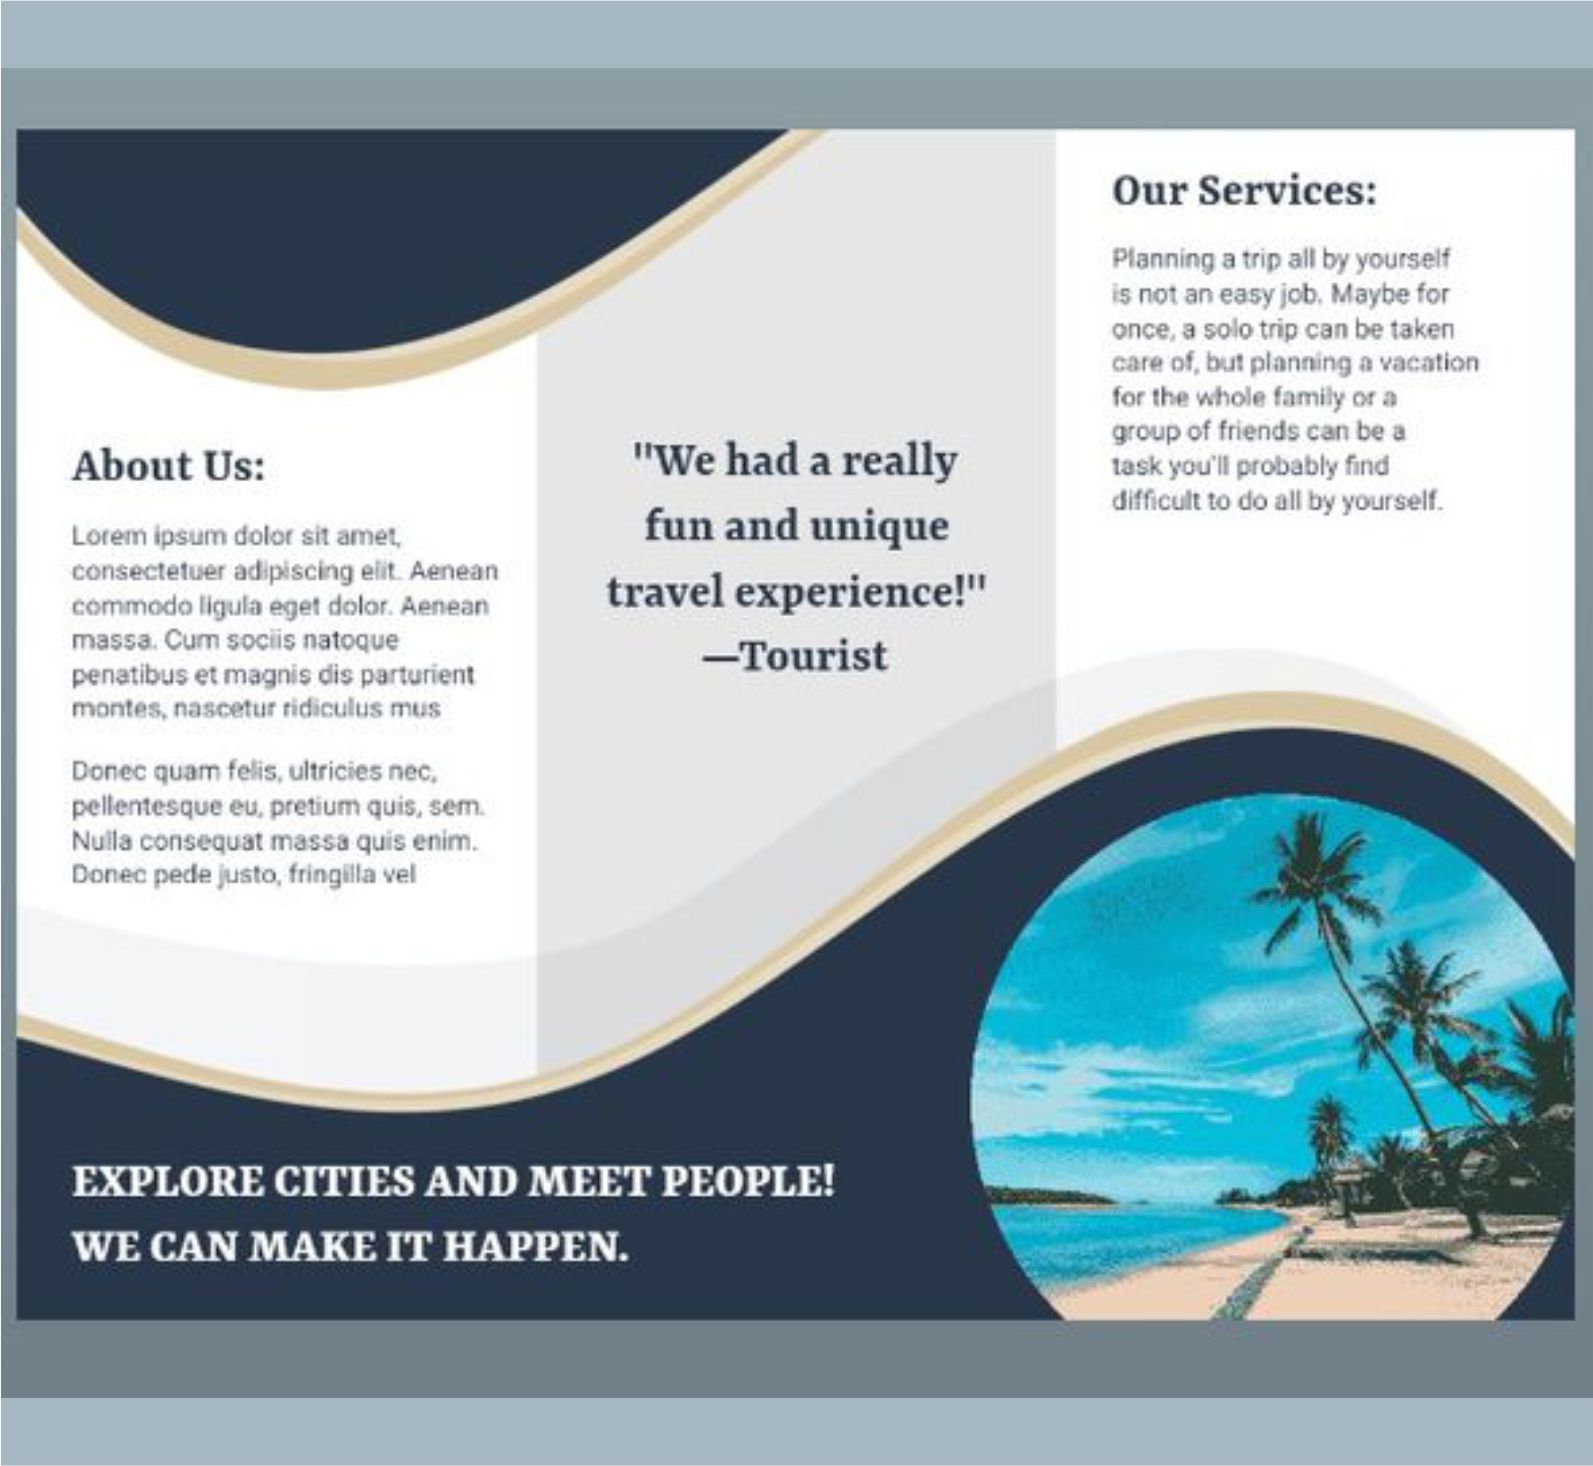 About Us:
Lorem ipsum dolor sit amet,
consectetuer adipiscing elit. Aenean
commodo ligula eget dolor. Aenean
massa. Cum sociis natoque
penatibus et magnis dis parturient
montes, nascetur ridiculus mus
Donec quam felis, ultricies nec,
pellentesque eu, pretium quis, sem.
Nulla consequat massa quis enim.
Donec pede justo, fringilla vel
"We had a really
fun and unique
travel experience!"
—Tourist
Our Services:
Planning a trip all by yourself
is not an easy job. Maybe for
once, a solo trip can be taken
care of, but planning a vacation
for the whole family or a
group of friends can be a
task you'll probably find
difficult to do all by yourself.
EXPLORE CITIES AND MEET PEOPLE!
WE CAN MAKE IT HAPPEN.